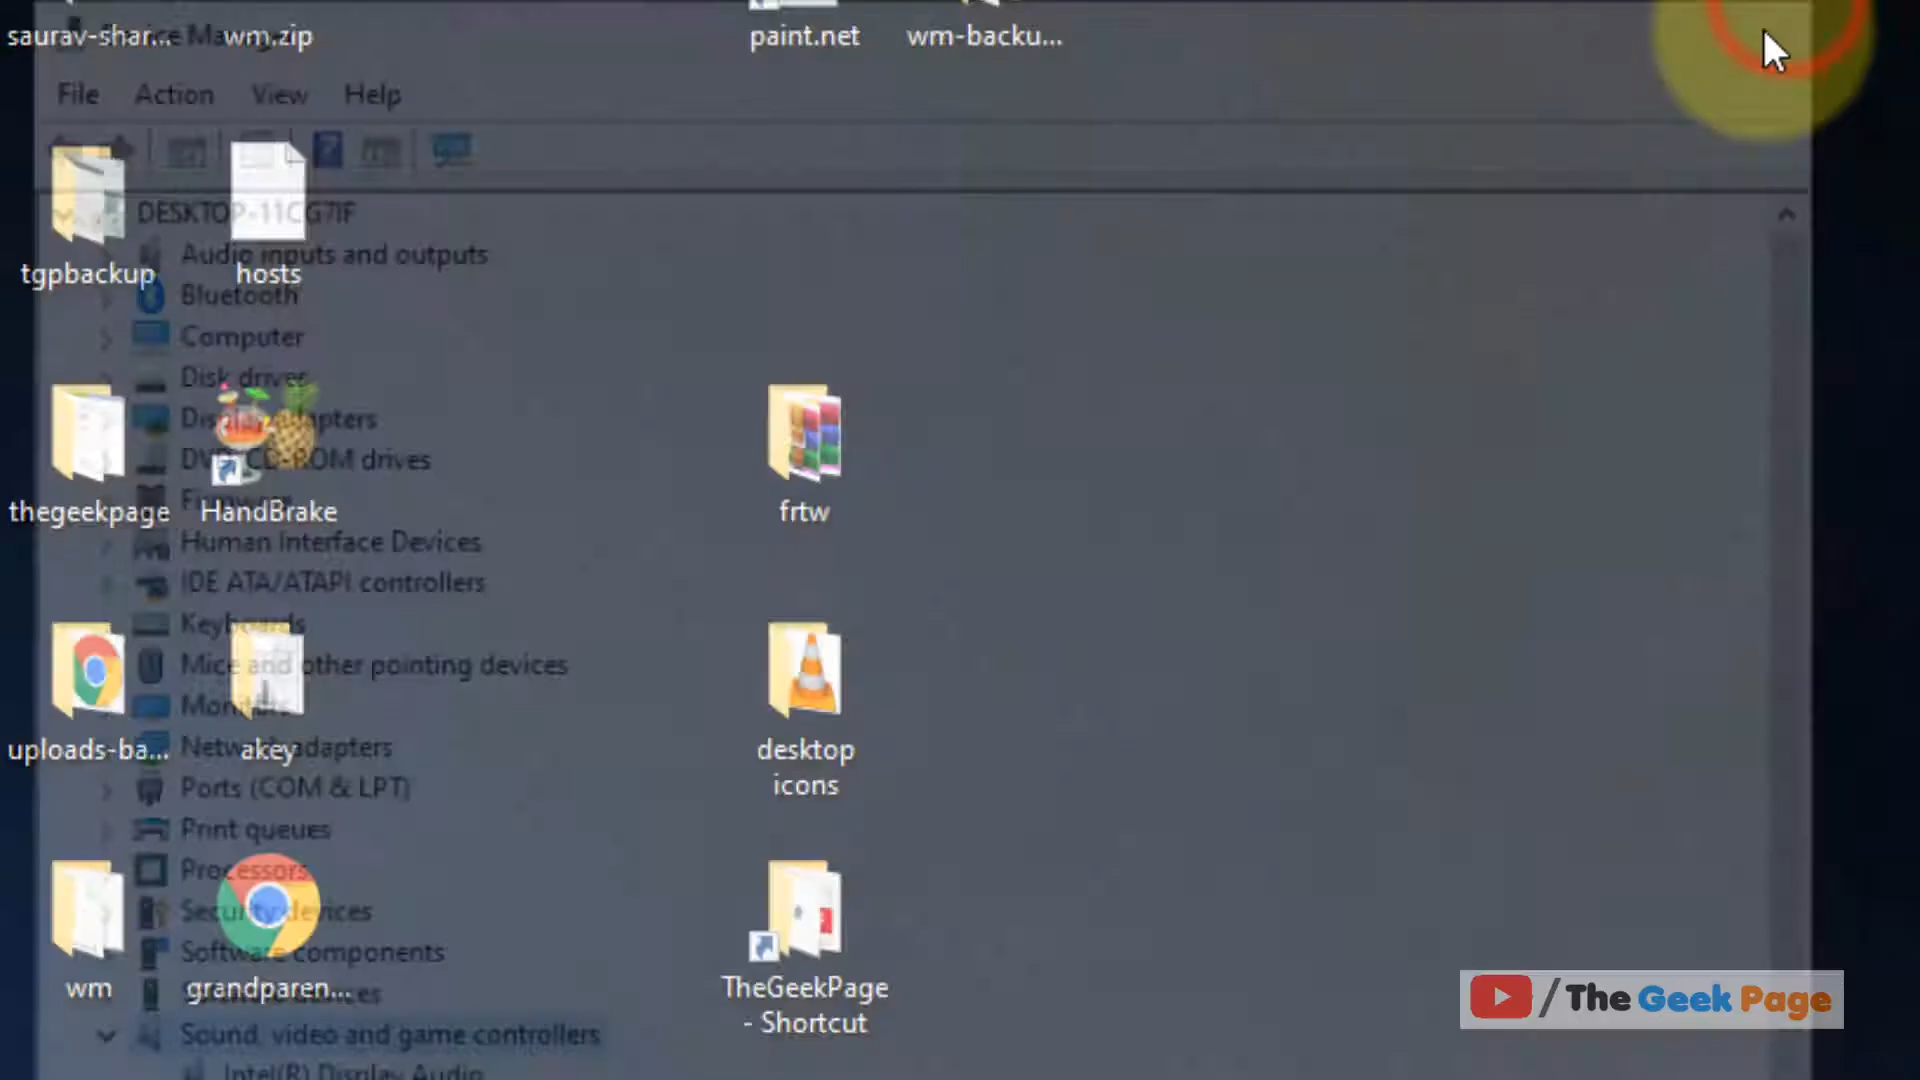 saurav-shar...
wm.zip
paint.net
wm-backu...
File
Action
View
Help
DESKTOP-11CG7IF
Audio inputs and outputs
tgpbackup
hosts
Bluetooth
Computer
Disk drives
Display adapters
DVD/CD-ROM drives
thegeekpage
HandBrake
frtw
Human Interface Devices
IDE ATA/ATAPI controllers
Keyboards
Mice and other pointing devices
Monitors
uploads-ba...
akey
Network adapters
desktop
icons
Ports (COM & LPT)
Print queues
Processors
Security devices
Software components
wm
grandparen...
TheGeekPage
- Shortcut
The Geek Page
Sound, video and game controllers
Intel(R) Display Audio